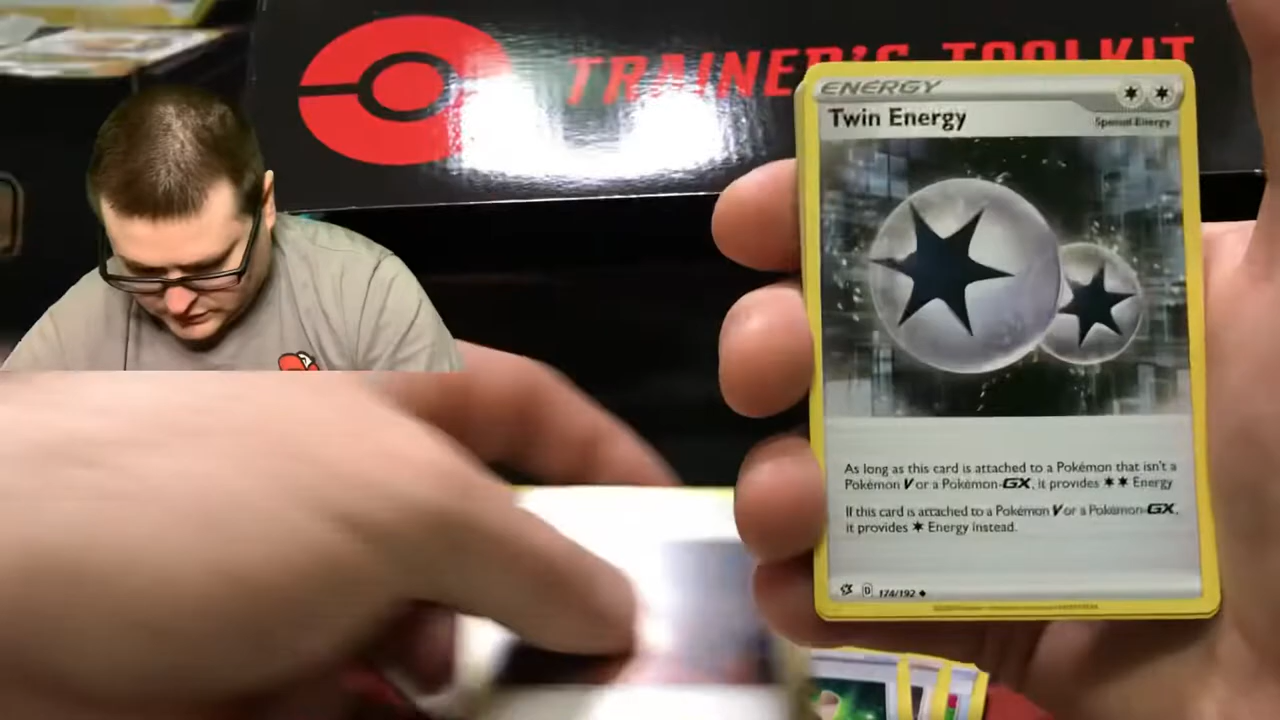 TRAINER'S TOOLKIT
ENERGY
Twin Energy
Special Energy
As long as this card is attached to a Pokémon that isn't a
Pokémon V or a Pokémon-GX, it provides ✶ ✶ Energy
If this card is attached to a Pokémon V or a Pokémon-GX,
it provides ✶ Energy instead.
D 174/192 ◆